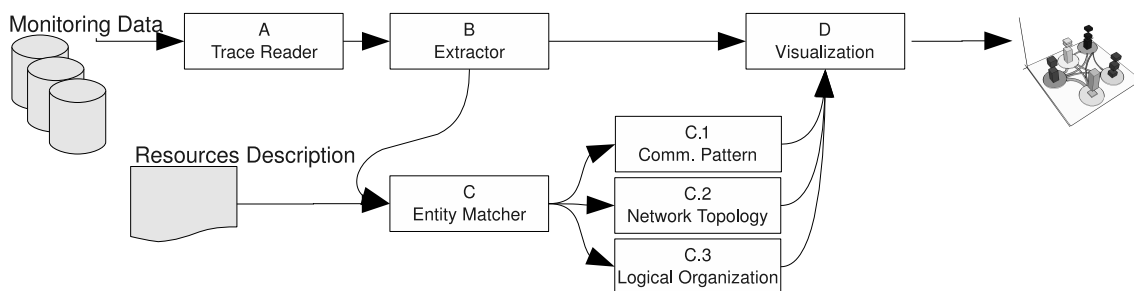 Monitoring Data
A
Trace Reader
B
Extractor
D
Visualization
Resources Description
C
Entity Matcher
C.1
Comm. Pattern
C.2
Network Topology
C.3
Logical Organization